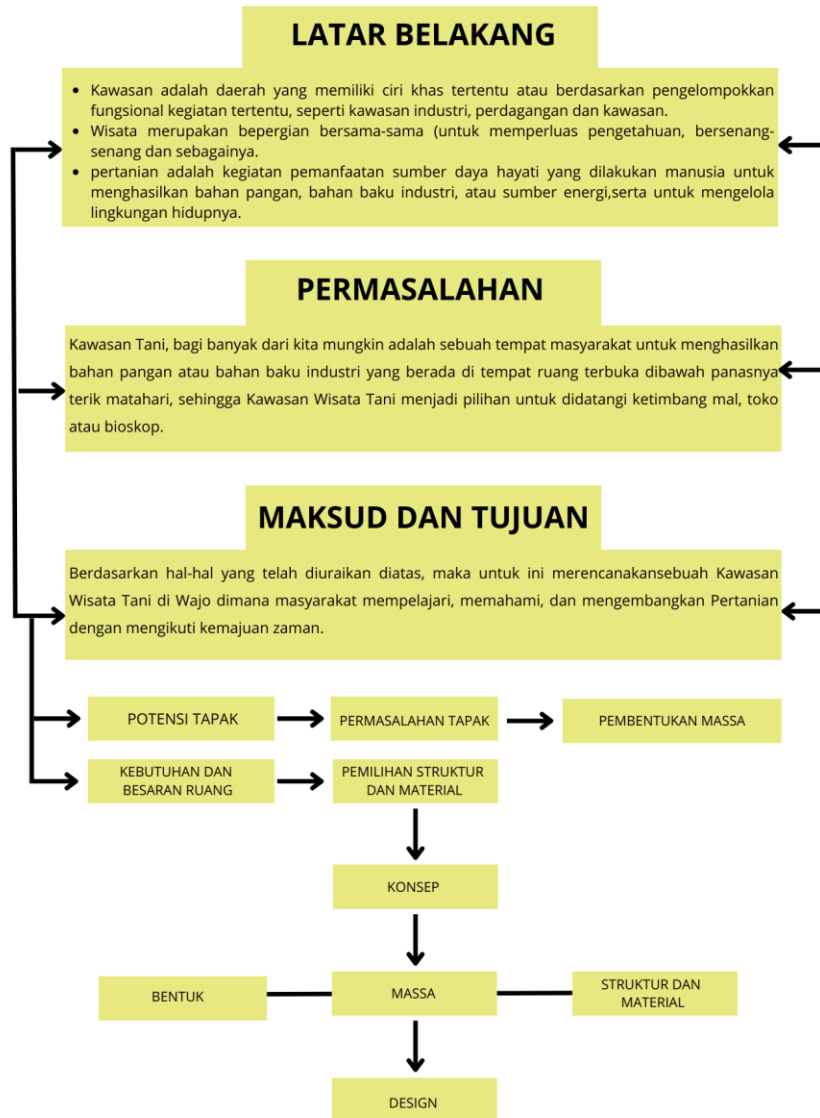 LATAR BELAKANG
• Kawasan adalah daerah yang memiliki ciri khas tertentu atau berdasarkan pengelompokkan
fungsional kegiatan tertentu, seperti kawasan industri, perdagangan dan kawasan.
• Wisata merupakan bepergian bersama-sama (untuk memperluas pengetahuan, bersenang-
senang dan sebagainya.
• pertanian adalah kegiatan pemanfaatan sumber daya hayati yang dilakukan manusia untuk
menghasilkan bahan pangan, bahan baku industri, atau sumber energi,serta untuk mengelola
lingkungan hidupnya.
PERMASALAHAN
Kawasan Tani, bagi banyak dari kita mungkin adalah sebuah tempat masyarakat untuk menghasilkan
bahan pangan atau bahan baku industri yang berada di tempat ruang terbuka dibawah panasnya
terik matahari, sehingga Kawasan Wisata Tani menjadi pilihan untuk didatangi ketimbang mal, toko
atau bioskop.
MAKSUD DAN TUJUAN
Berdasarkan hal-hal yang telah diuraikan diatas, maka untuk ini merencanakansebuah Kawasan
Wisata Tani di Wajo dimana masyarakat mempelajari, memahami, dan mengembangkan Pertanian
dengan mengikuti kemajuan zaman.
POTENSI TAPAK
PERMASALAHAN TAPAK
PEMBENTUKAN MASSA
KEBUTUHAN DAN
BESARAN RUANG
PEMILIHAN STRUKTUR
DAN MATERIAL
KONSEP
BENTUK
MASSA
STRUKTUR DAN
MATERIAL
DESIGN